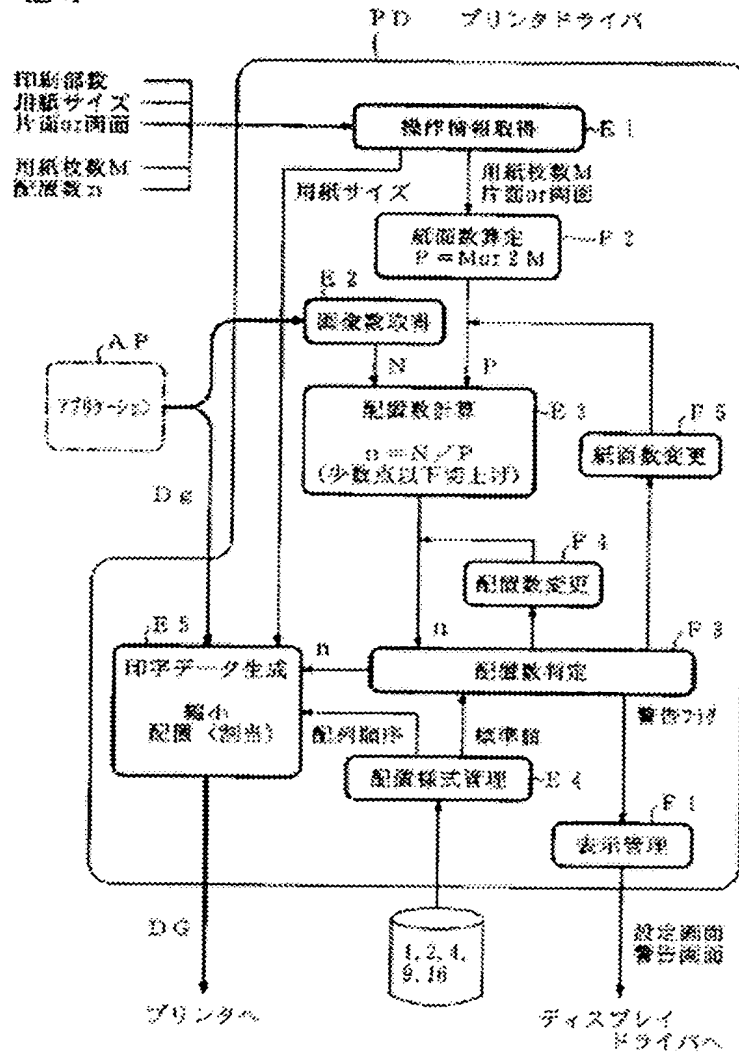 PD プリンタドライバ
印刷部数
用紙サイズ
片面or両面
用紙枚数M
配置数n
操作情報取得
E1
用紙サイズ
用紙枚数M
片面or両面
紙面数算定
P=Mor2M
F2
E2
画像数取得
AP
アプリケーション
N
P
配置数計算
n=N/P
(少数点以下切上げ)
E3
F5
紙面数変更
Dg
F4
配置数変更
n
F3
E5
印字データ生成
縮小
配置(割当)
n
配置数判定
配列順序
標準値
警告フラグ
配置様式管理
E4
F1
表示管理
DG
1,2,4,
9,16
設定画面
警告画面
プリンタへ
ディスプレイ
ドライバへ